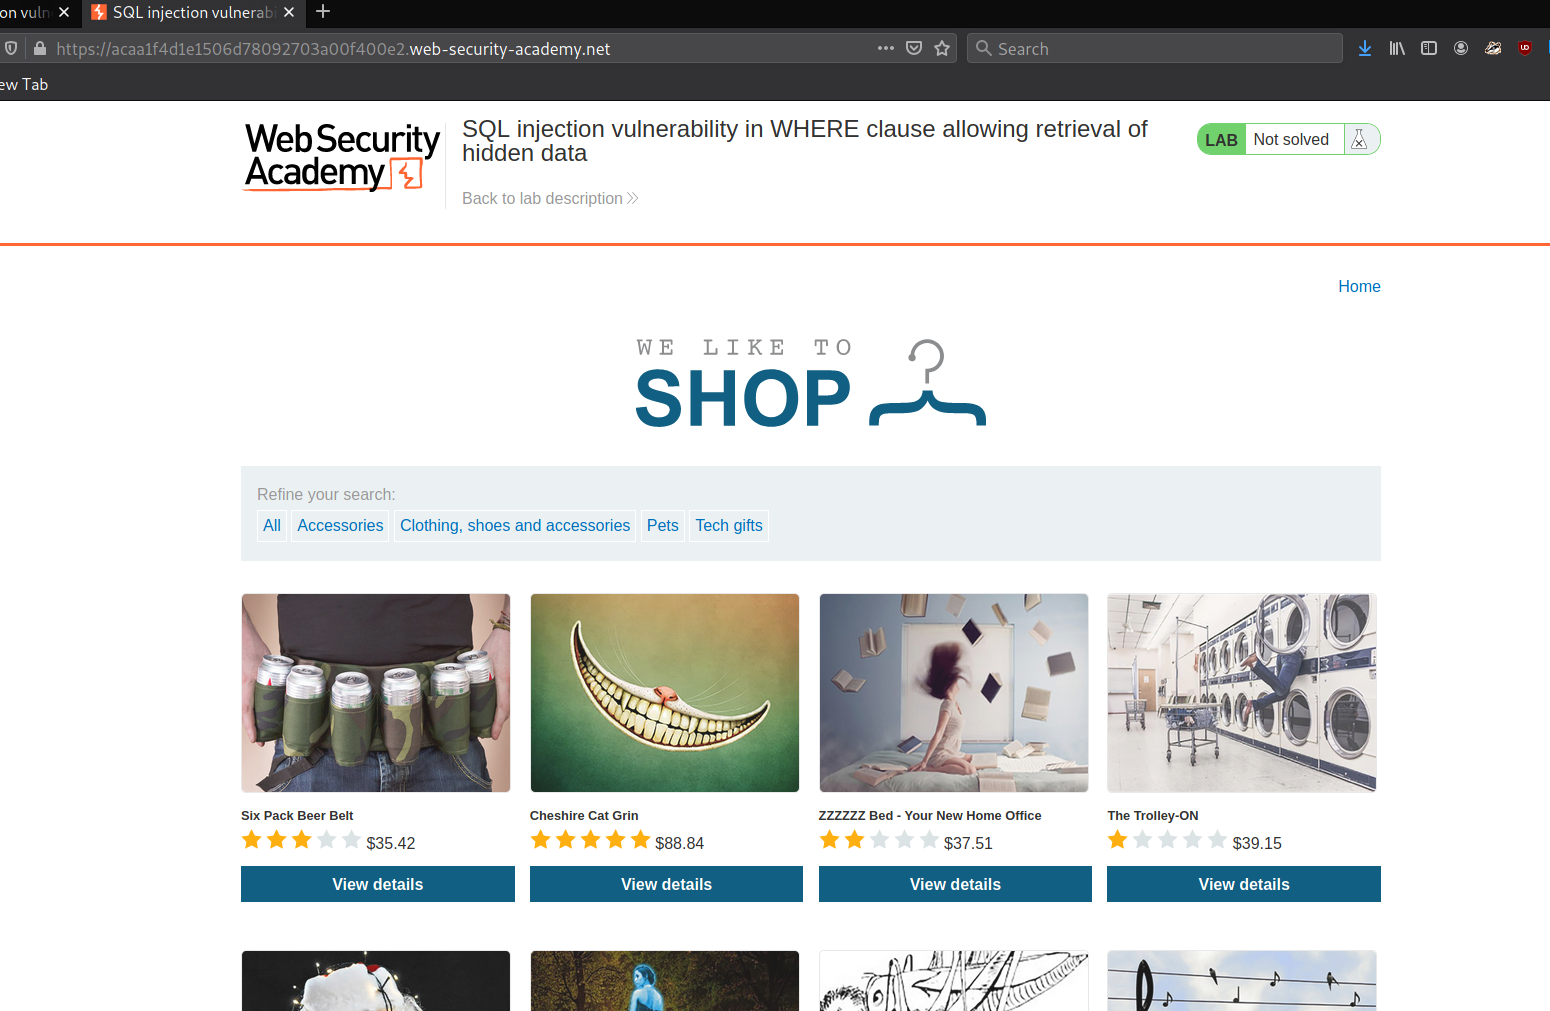 on vuln
SQL injection vulnerabi
https://acaa1f4d1e1506d78092703a00f400e2.web-security-academy.net
Search
ew Tab
Web Security
Academy
SQL injection vulnerability in WHERE clause allowing retrieval of
hidden data
Back to lab description
LAB Not solved
Home
WE LIKE TO
SHOP
Refine your search:
All Accessories Clothing, shoes and accessories Pets Tech gifts
Six Pack Beer Belt
$35.42
View details
Cheshire Cat Grin
$88.84
View details
ZZZZZZ Bed - Your New Home Office
$37.51
View details
The Trolley-ON
$39.15
View details